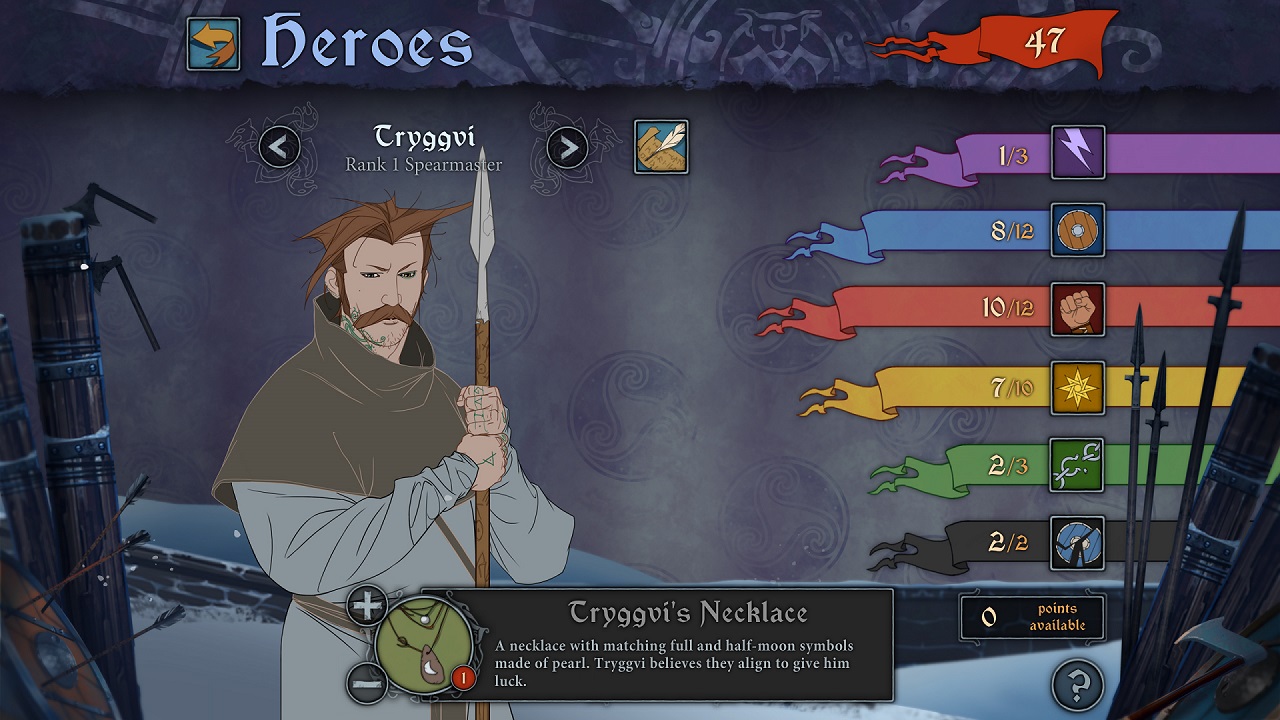 Heroes
47
Tryggvi
Rank 1 Spearmaster
1/3
8/12
10/12
7/10
2/3
2/2
0 points
available
Tryggvi's Necklace
A necklace with matching full and half-moon symbols
made of pearl. Tryggvi believes they align to give him
luck.
1
?